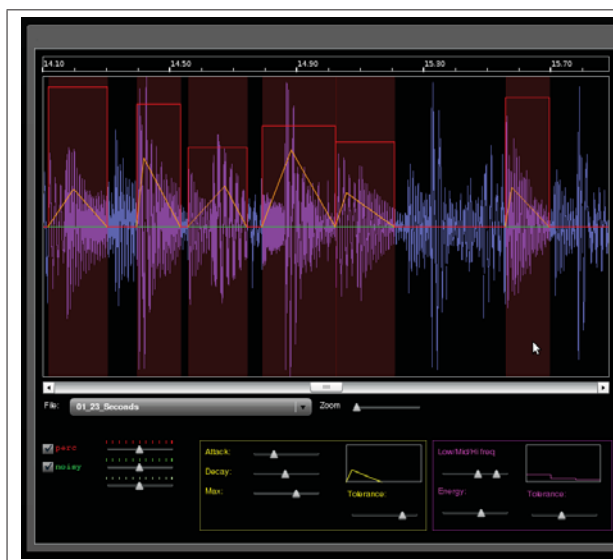 14.10 14.50 14.90 15.30 15.70
File: 01_23_Seconds Zoom
perc
noisy
Attack:
Decay:
Max:
Tolerance:
Low/Mid/Hi freq
Energy:
Tolerance: